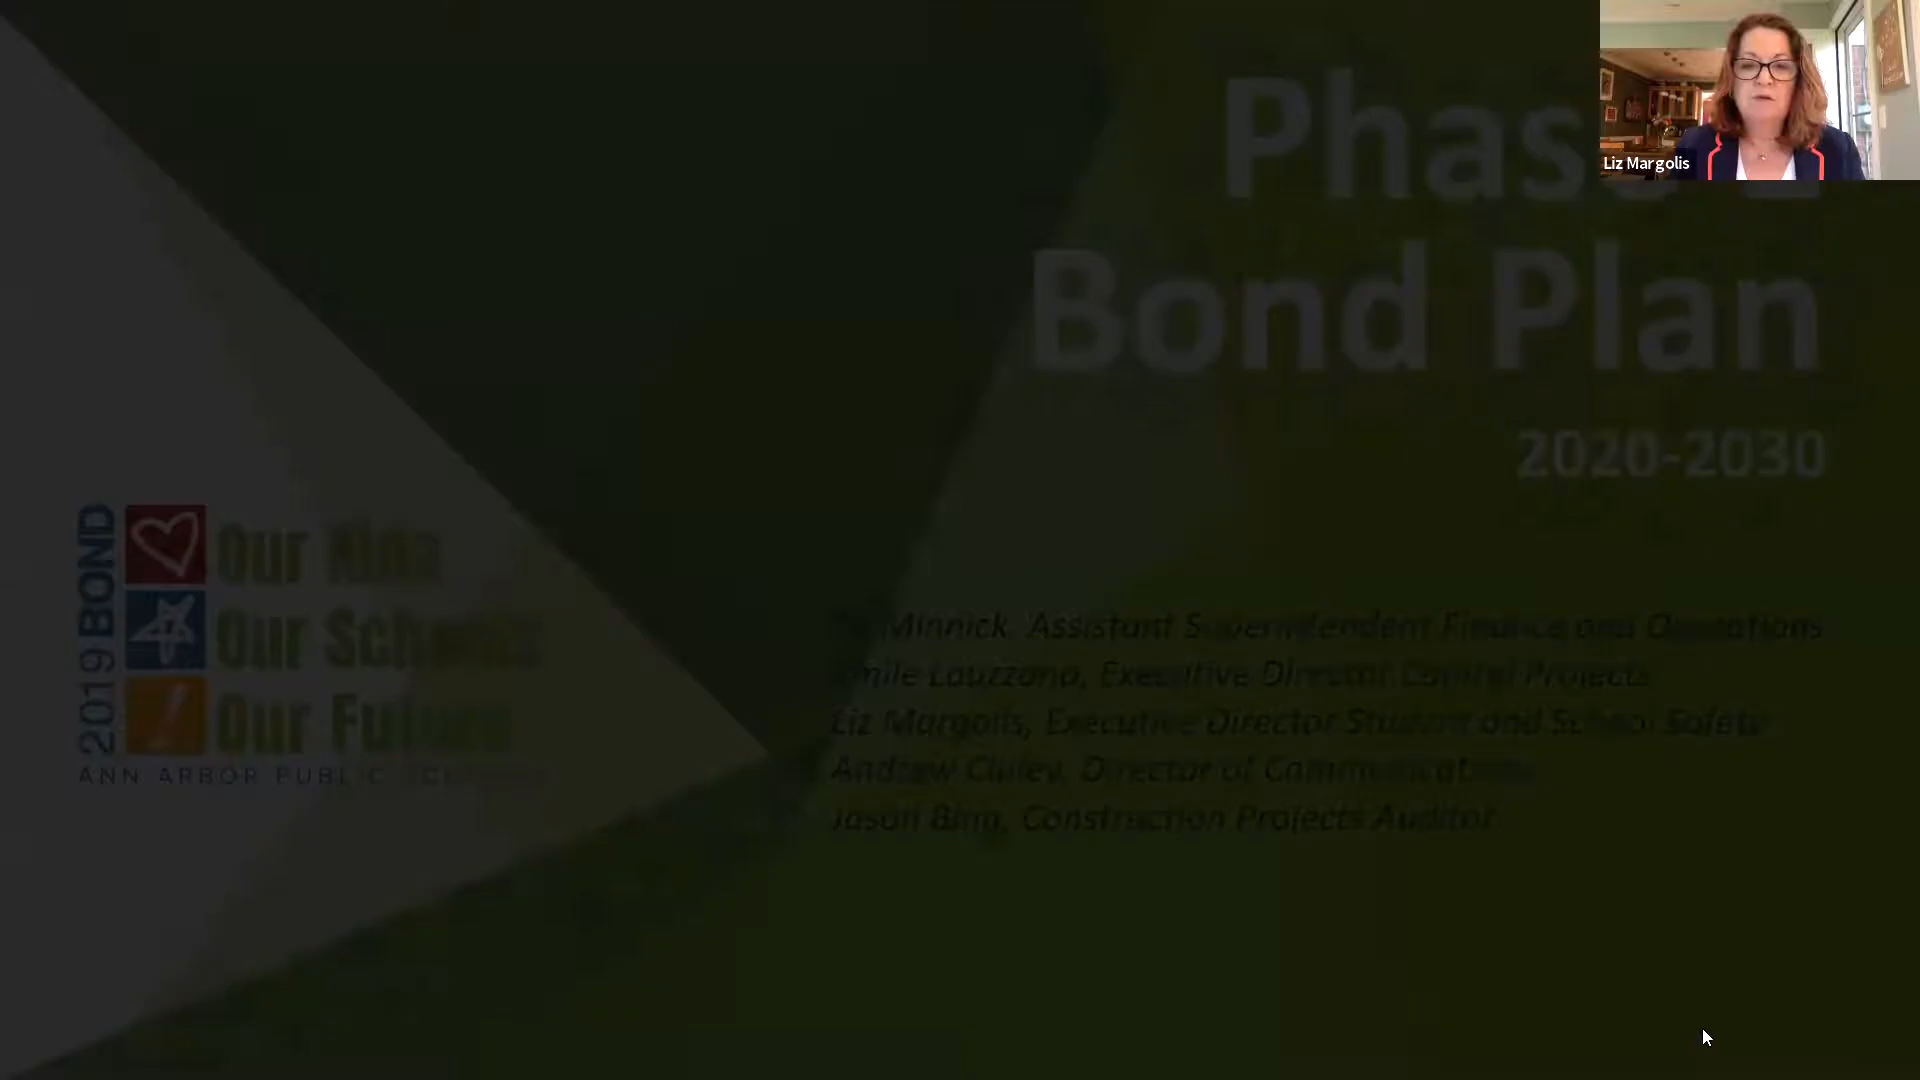 Phas
Bond Plan
2020-2030
Liz Margolis
2019 BOND
Our Kids
Our Schools
Our Future
ANN ARBOR PUBLIC SCHOOLS
Minnick, Assistant Superintendent Finance and Operations
Emile Lauzzana, Executive Director Capital Projects
Liz Margolis, Executive Director Student and School Safety
Andrew Cluley, Director of Communications
Jason Bing, Construction Projects Auditor